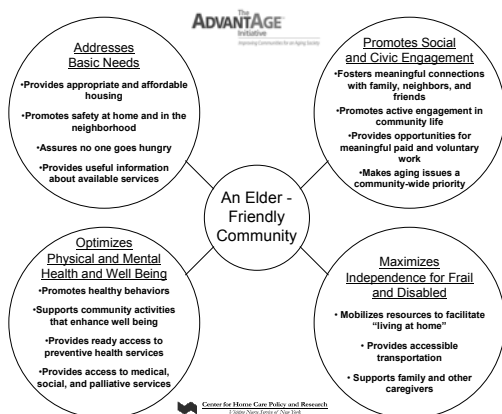 The
ADVANTAGE
Initiative
Improving Communities for an Aging Society
Addresses
Basic Needs
•Provides appropriate and affordable
housing
•Promotes safety at home and in the
neighborhood
•Assures no one goes hungry
•Provides useful information
about available services
Promotes Social
and Civic Engagement
•Fosters meaningful connections
with family, neighbors, and
friends
•Promotes active engagement in
community life
•Provides opportunities for
meaningful paid and voluntary
work
•Makes aging issues a
community-wide priority
An Elder -
Friendly
Community
Optimizes
Physical and Mental
Health and Well Being
•Promotes healthy behaviors
•Supports community activities
that enhance well being
•Provides ready access to
preventive health services
•Provides access to medical,
social, and palliative services
Maximizes
Independence for Frail
and Disabled
• Mobilizes resources to facilitate
“living at home”
• Provides accessible
transportation
• Supports family and other
caregivers
Center for Home Care Policy and Research
Visiting Nurse Service of New York